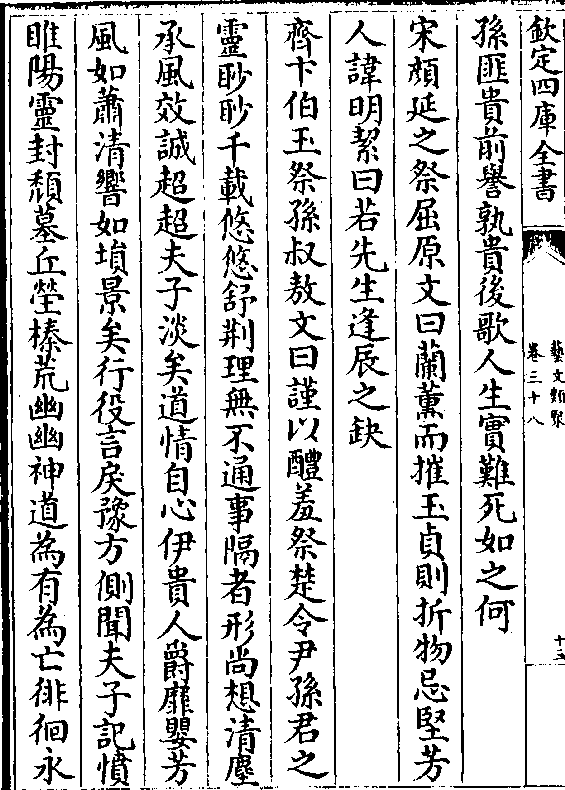 欽定四庫全書
藝文類聚
卷三十八
十五
孫匪貴前譽孰貴後歌人生實難死如之何
宋顔延之祭屈原文曰蘭薰而摧玉貞則折物忌堅芳
人諱明絜曰若先生逢辰之缺
齊卞伯玉祭孫叔敖文曰謹以醴羞祭楚令尹孫君之
靈眇眇千載悠悠舒荆理無不通事隔者形尚想清塵
承風效誠超超夫子淡矣道情自心伊貴人爵靡嬰芳
風如蕭清響如塤景矣行役言戾豫方側聞夫子記憤
睢陽靈封頽墓丘塋榛荒幽幽神道為有為亡徘徊永